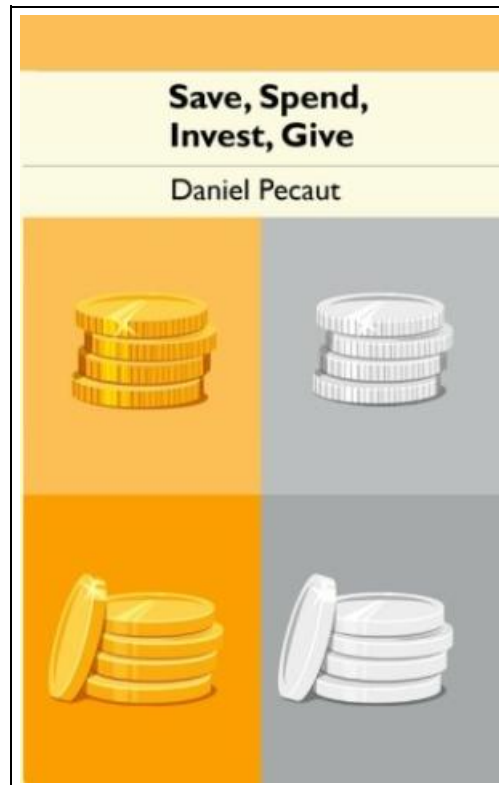 Save, Spend,
Invest, Give
Daniel Pecaut